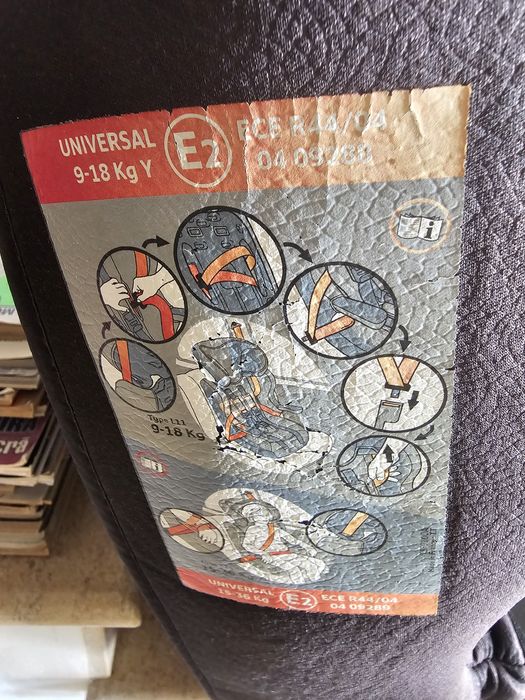 UNIVERSAL
9-18 Kg Y
E2
ECE R44/04
04 09288
i
9-18 Kg
UNIVERSAL
15-36 Kg
E2
ECE R44/04
04 09289